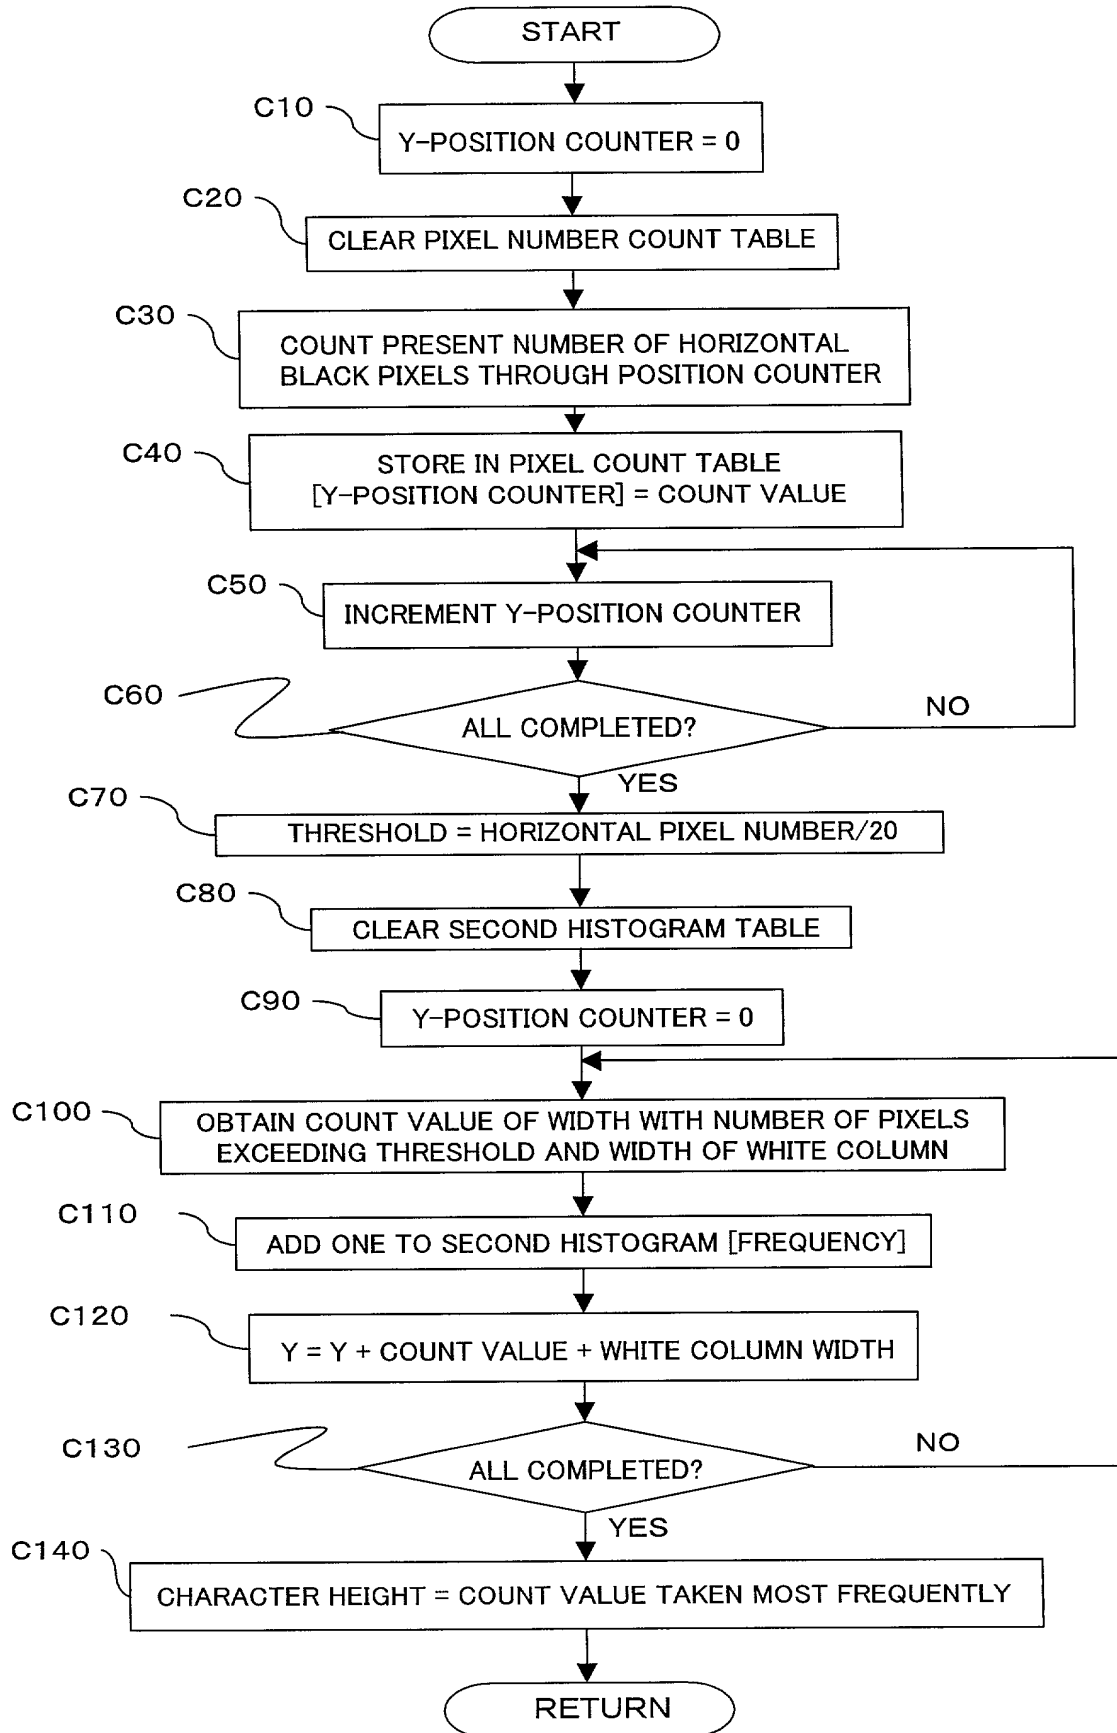 START
C10
Y-POSITION COUNTER = 0
C20
CLEAR PIXEL NUMBER COUNT TABLE
C30
COUNT PRESENT NUMBER OF HORIZONTAL
BLACK PIXELS THROUGH POSITION COUNTER
C40
STORE IN PIXEL COUNT TABLE
[Y-POSITION COUNTER] = COUNT VALUE
C50
INCREMENT Y-POSITION COUNTER
C60
ALL COMPLETED?
NO
YES
C70
THRESHOLD = HORIZONTAL PIXEL NUMBER/20
C80
CLEAR SECOND HISTOGRAM TABLE
C90
Y-POSITION COUNTER = 0
C100
OBTAIN COUNT VALUE OF WIDTH WITH NUMBER OF PIXELS
EXCEEDING THRESHOLD AND WIDTH OF WHITE COLUMN
C110
ADD ONE TO SECOND HISTOGRAM [FREQUENCY]
C120
Y = Y + COUNT VALUE + WHITE COLUMN WIDTH
C130
ALL COMPLETED?
NO
YES
C140
CHARACTER HEIGHT = COUNT VALUE TAKEN MOST FREQUENTLY
RETURN